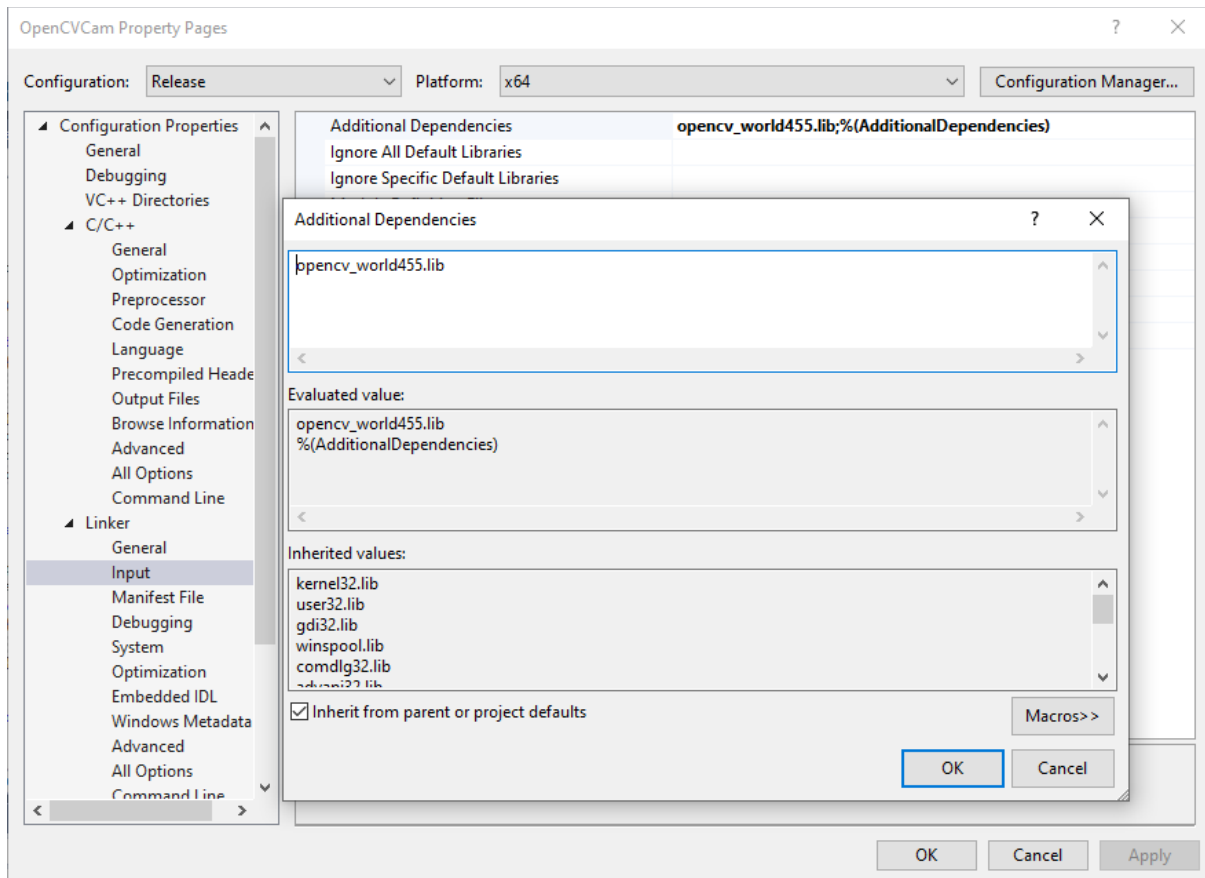 OpenCVCam Property Pages
?
Configuration: Release Platform: x64 Configuration Manager...
Configuration Properties
General
Debugging
VC++ Directories
C/C++
General
Optimization
Preprocessor
Code Generation
Language
Precompiled Heade
Output Files
Browse Information
Advanced
All Options
Command Line
Linker
General
Input
Manifest File
Debugging
System
Optimization
Embedded IDL
Windows Metadata
Advanced
All Options
Command Line
Additional Dependencies opencv_world455.lib;%(AdditionalDependencies)
Ignore All Default Libraries
Ignore Specific Default Libraries
Additional Dependencies
?
opencv_world455.lib
Evaluated value:
opencv_world455.lib
%(AdditionalDependencies)
Inherited values:
kernel32.lib
user32.lib
gdi32.lib
winspool.lib
comdlg32.lib
advapi32.lib
Inherit from parent or project defaults
Macros>>
OK Cancel
OK Cancel Apply